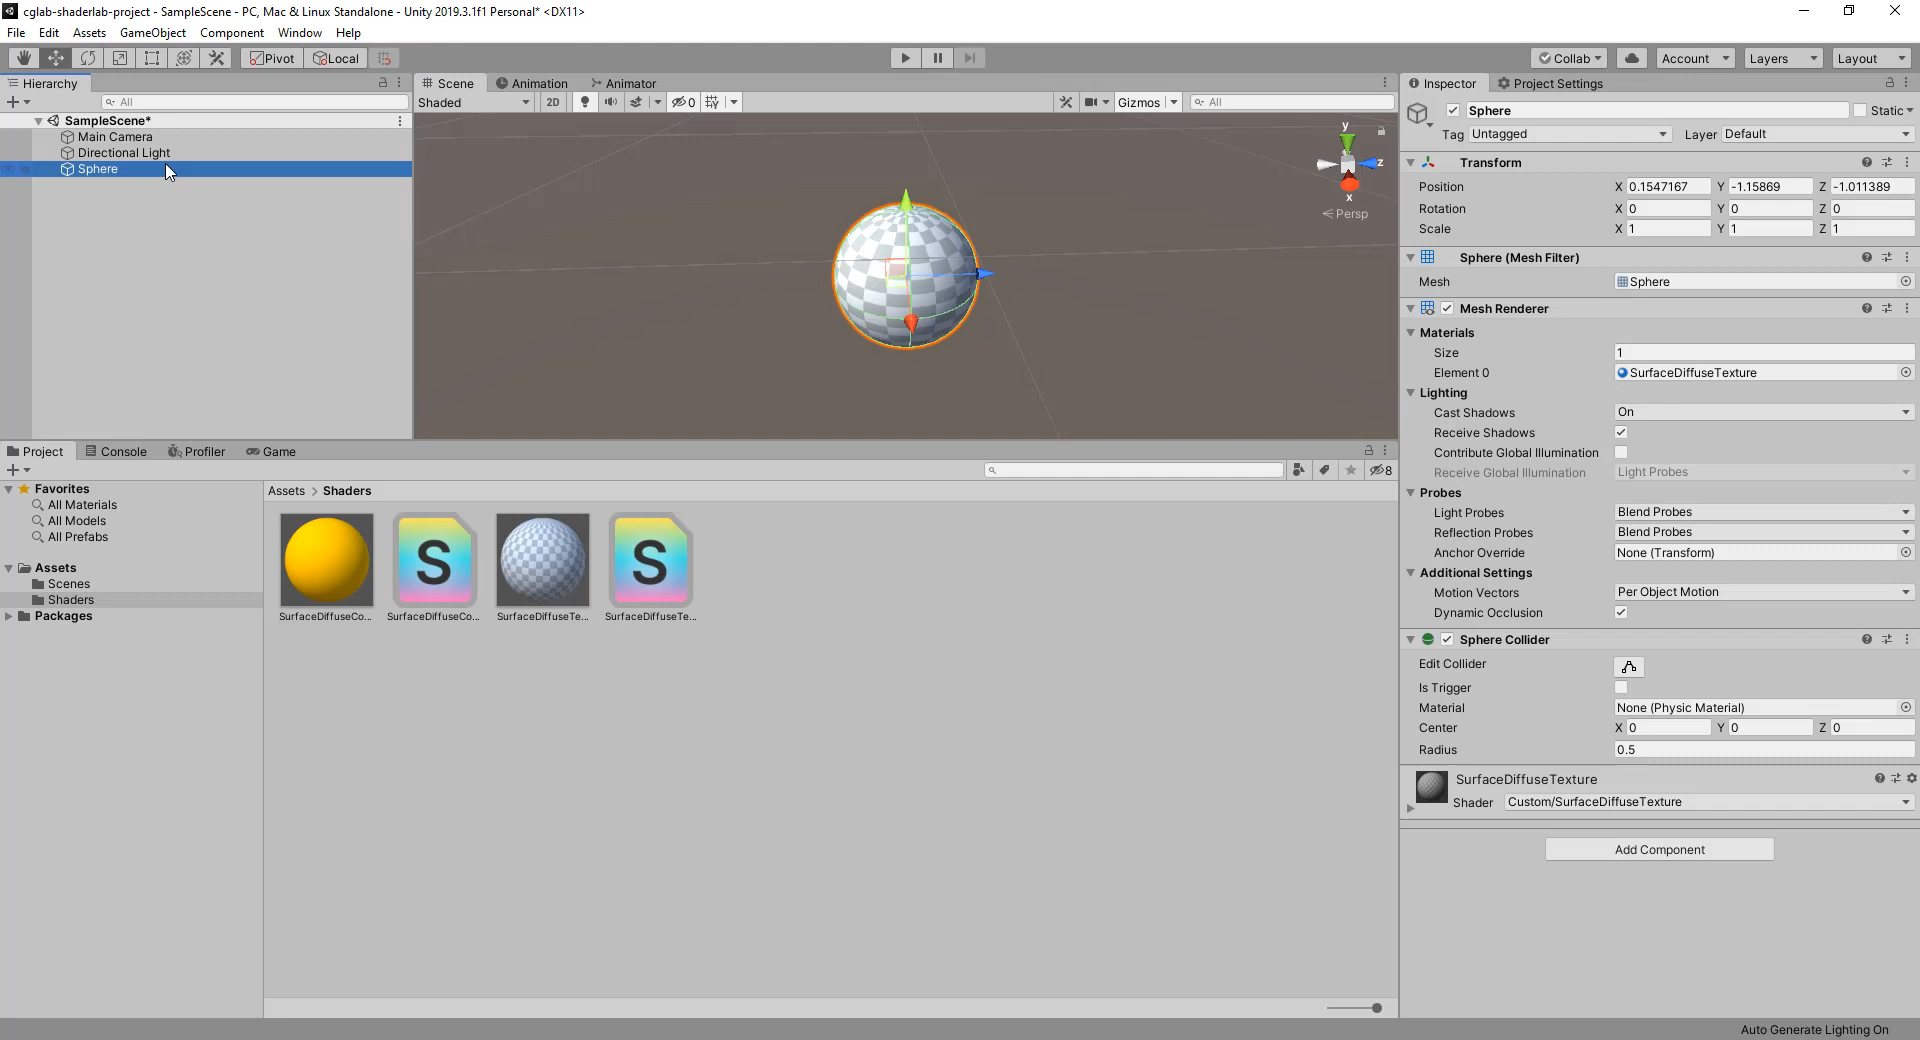 cglab-shaderlab-project - SampleScene - PC, Mac & Linux Standalone - Unity 2019.3.1f1 Personal* <DX11>
File Edit Assets GameObject Component Window Help
Pivot Local Collab Account Layers Layout
Hierarchy
All
SampleScene*
Main Camera
Directional Light
Sphere
Scene Animation Animator
Shaded 2D 0 Gizmos All
y
z
x
Persp
Project Console Profiler Game
8
Favorites
All Materials
All Models
All Prefabs
Assets
Scenes
Shaders
Packages
Assets > Shaders
S
S
SurfaceDiffuseCo... SurfaceDiffuseCo... SurfaceDiffuseTe... SurfaceDiffuseTe...
Inspector Project Settings
Sphere Static
Tag Untagged Layer Default
Transform
Position X 0.1547167 Y -1.15869 Z -1.011389
Rotation X 0 Y 0 Z 0
Scale X 1 Y 1 Z 1
Sphere (Mesh Filter)
Mesh Sphere
Mesh Renderer
Materials
Size 1
Element 0 SurfaceDiffuseTexture
Lighting
Cast Shadows On
Receive Shadows
Contribute Global Illumination
Receive Global Illumination Light Probes
Probes
Light Probes Blend Probes
Reflection Probes Blend Probes
Anchor Override None (Transform)
Additional Settings
Motion Vectors Per Object Motion
Dynamic Occlusion
Sphere Collider
Edit Collider
Is Trigger
Material None (Physic Material)
Center X 0 Y 0 Z 0
Radius 0.5
SurfaceDiffuseTexture
Shader Custom/SurfaceDiffuseTexture
Add Component
Auto Generate Lighting On